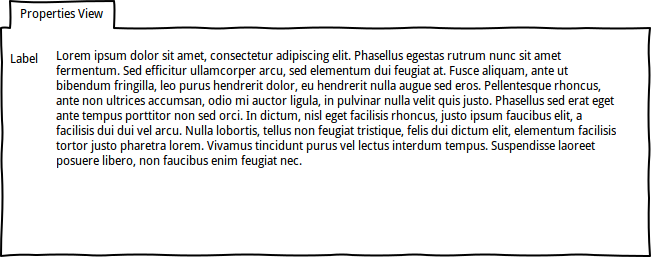 Properties View
Label
Lorem ipsum dolor sit amet, consectetur adipiscing elit. Phasellus egestas rutrum nunc sit amet
fermentum. Sed efficitur ullamcorper arcu, sed elementum dui feugiat at. Fusce aliquam, ante ut
bibendum fringilla, leo purus hendrerit dolor, eu hendrerit nulla augue sed eros. Pellentesque rhoncus,
ante non ultrices accumsan, odio mi auctor ligula, in pulvinar nulla velit quis justo. Phasellus sed erat eget
ante tempus porttitor non sed orci. In dictum, nisl eget facilisis rhoncus, justo ipsum faucibus elit, a
facilisis dui dui vel arcu. Nulla lobortis, tellus non feugiat tristique, felis dui dictum elit, elementum facilisis
tortor justo pharetra lorem. Vivamus tincidunt purus vel lectus interdum tempus. Suspendisse laoreet
posuere libero, non faucibus enim feugiat nec.